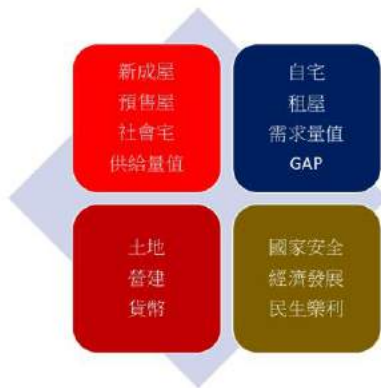 新成屋
預售屋
社會宅
供給量值
自宅
租屋
需求量值
GAP
土地
營建
貨幣
國家安全
經濟發展
民生樂利